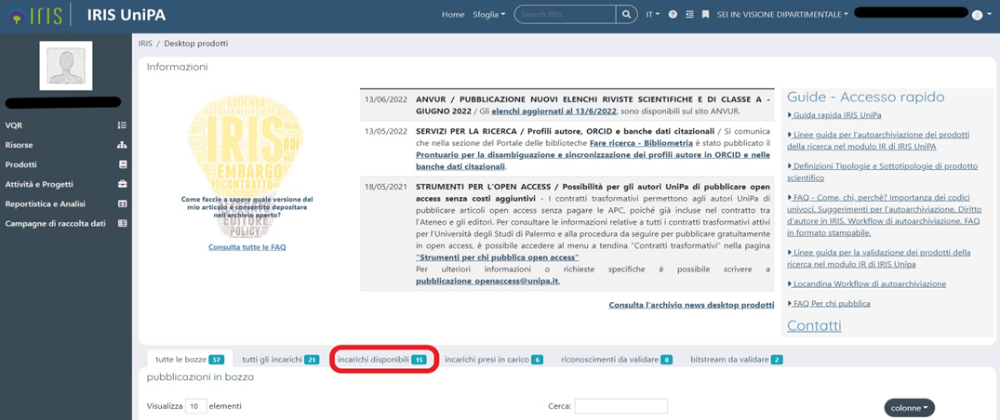 IRIS
IRIS UniPA
Home
Sfoglia
Search IRIS
IT
SEI IN: VISIONE DIPARTIMENTALE
VQR
Risorse
Prodotti
Attività e Progetti
Reportistica e Analisi
Campagne di raccolta dati
IRIS / Desktop prodotti
Informazioni
ADDENDA
AUTOARCHIVIAZIONE
IRIS
DOI
EMBARGO
CONTRATTO
Come faccio a sapere quale versione del
mio articolo è consentito depositare
nell'archivio aperto?
EDITORE
POLICY
Consulta tutte le FAQ
13/06/2022
ANVUR / PUBBLICAZIONE NUOVI ELENCHI RIVISTE SCIENTIFICHE E DI CLASSE A -
GIUGNO 2022 / Gli elenchi aggiornati al 13/6/2022, sono disponibili sul sito ANVUR.
13/05/2022
SERVIZI PER LA RICERCA / Profili autore, ORCID e banche dati citazionali / Si comunica
che nella sezione del Portale delle biblioteche Fare ricerca - Bibliometria è stato pubblicato il
Prontuario per la disambiguazione e sincronizzazione dei profili autore in ORCID e nelle
banche dati citazionali.
18/05/2021
STRUMENTI PER L'OPEN ACCESS / Possibilità per gli autori UniPa di pubblicare open
access senza costi aggiuntivi - I contratti trasformativi permettono agli autori UniPa di
pubblicare articoli open access senza pagare le APC, poiché già incluse nel contratto tra
l'Ateneo e gli editori. Per consultare le informazioni relative a tutti i contratti trasformativi attivi
per l'Università degli Studi di Palermo e alla procedura da seguire per pubblicare gratuitamente
in open access, è possibile accedere al menu a tendina "Contratti trasformativi" nella pagina
"Strumenti per chi pubblica open access"
Per ulteriori informazioni o richieste specifiche è possibile scrivere a
pubblicazione_openaccess@unipa.it.
Consulta l'archivio news desktop prodotti
Guide - Accesso rapido
Guida rapida IRIS UniPa
Linee guida per l'autoarchiviazione dei prodotti
della ricerca nel modulo IR di IRIS UniPA
Definizioni Tipologie e Sottotipologie di prodotto
scientifico
FAQ - Come, chi, perché? Importanza dei codici
univoci. Suggerimenti per l'autoarchiviazione. Diritto
d'autore in IRIS. Workflow di autoarchiviazione. FAQ
in formato stampabile.
Linee guida per la validazione dei prodotti della
ricerca nel modulo IR di IRIS Unipa
Locandina Workflow di autoarchiviazione
FAQ Per chi pubblica
Contatti
tutte le bozze 57
tutti gli incarichi 21
incarichi disponibili 15
incarichi presi in carico 6
riconoscimenti da validare 0
bitstream da validare 2
pubblicazioni in bozza
Visualizza 10 elementi
Cerca:
colonne